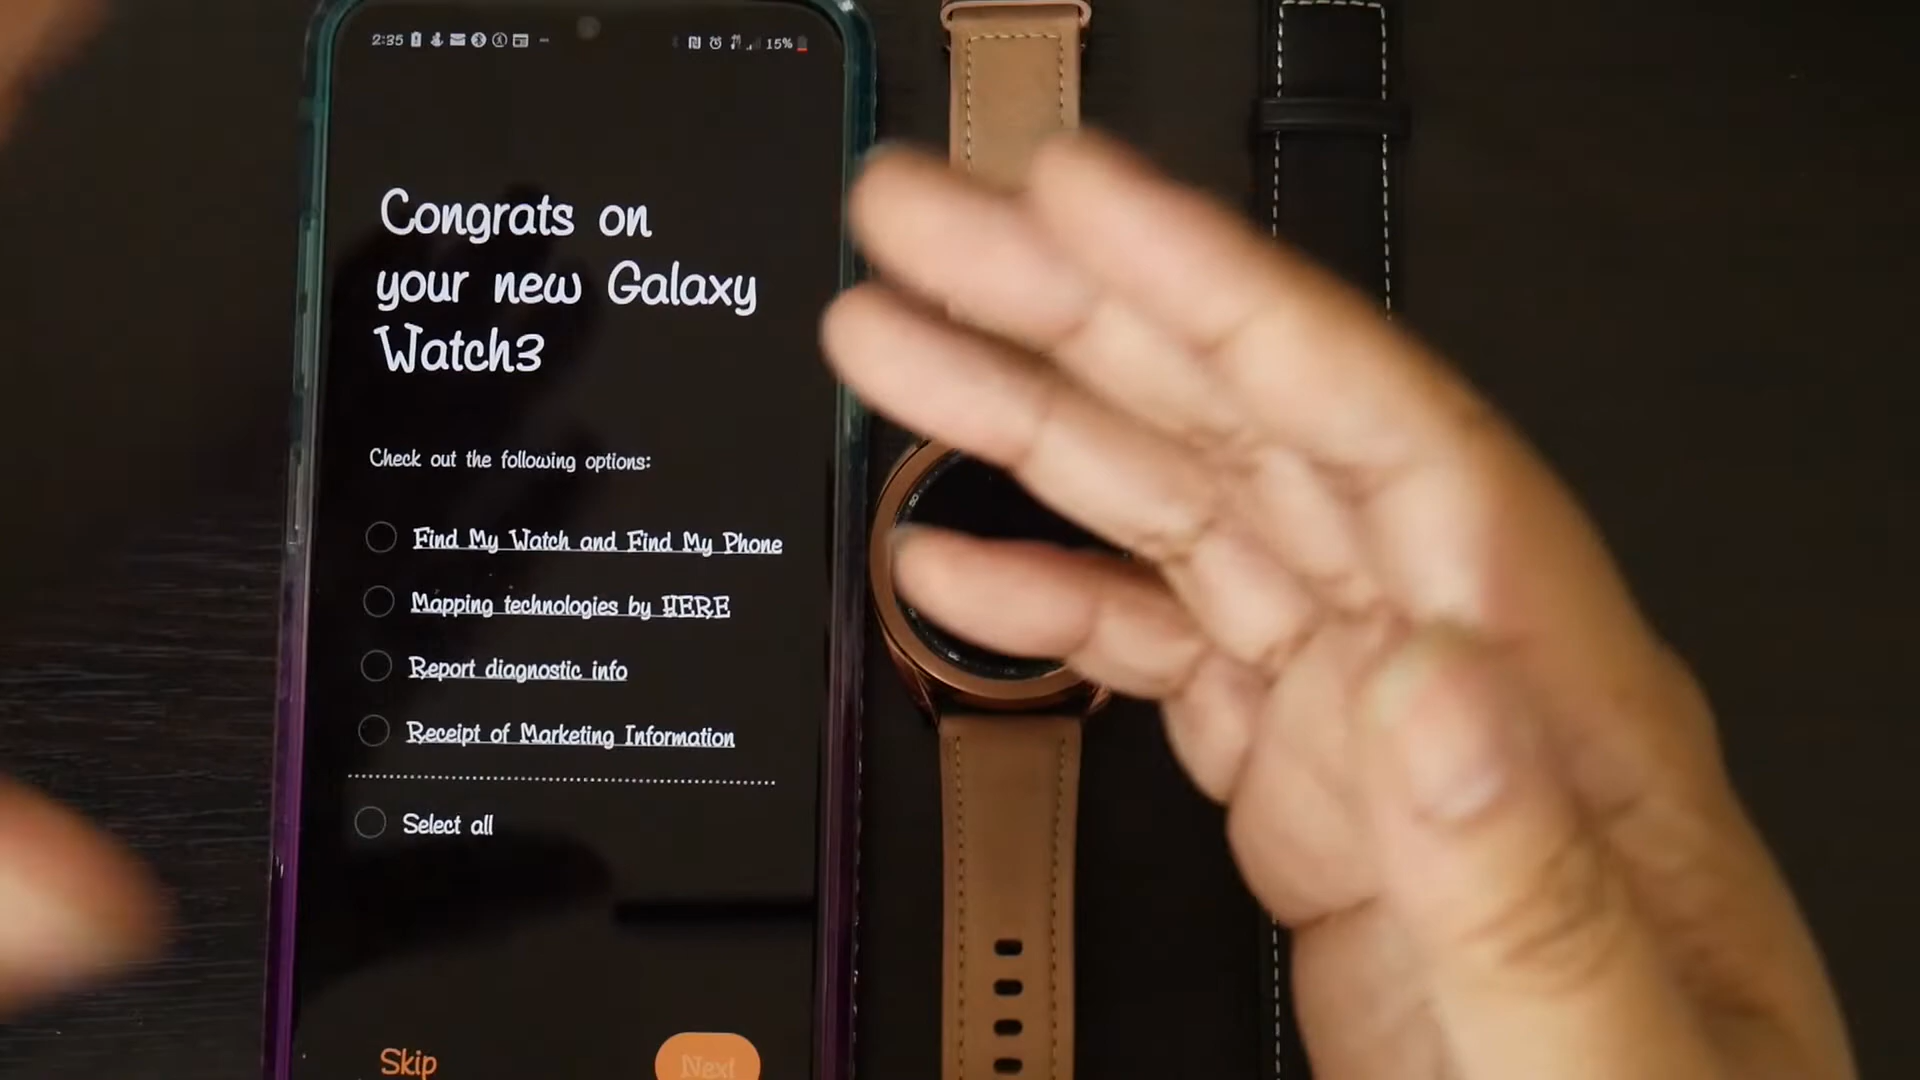 2:35
15%
Congrats on
your new Galaxy
Watch3
Check out the following options:
Find My Watch and Find My Phone
Mapping technologies by HERE
Report diagnostic info
Receipt of Marketing Information
Select all
Skip
Next
50